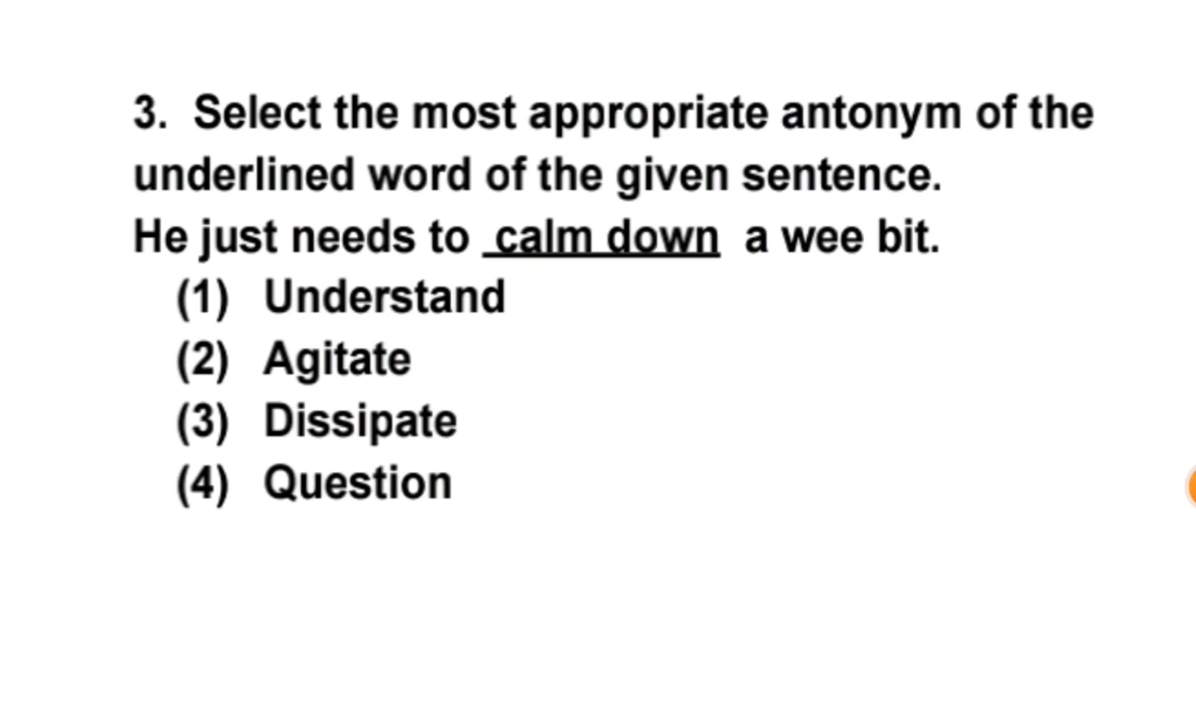 3. Select the most appropriate antonym of the
underlined word of the given sentence.
He just needs to calm down a wee bit.
(1) Understand
(2) Agitate
(3) Dissipate
(4) Question